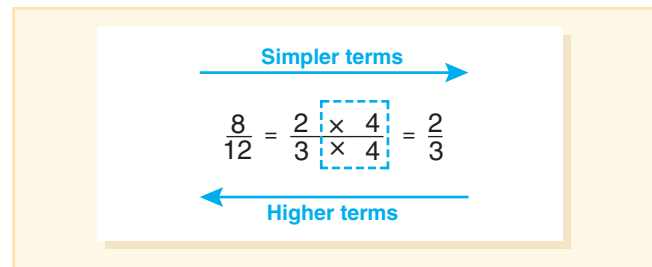 Simpler terms
8/12 = 2 × 4/3 × 4 = 2/3
Higher terms